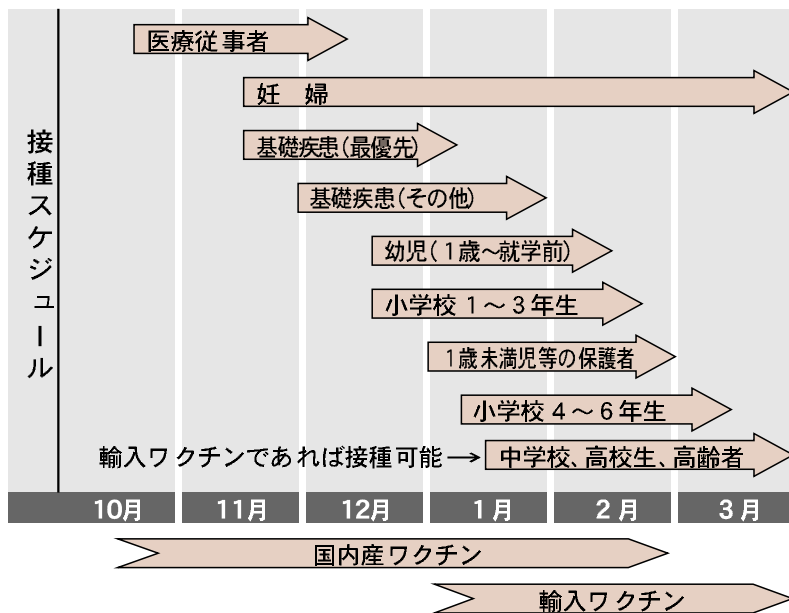 接種スケジュール
医療従事者
妊　婦
基礎疾患（最優先）
基礎疾患（その他）
幼児（１歳～就学前）
小学校１～３年生
１歳未満児等の保護者
小学校４～６年生
輸入ワクチンであれば接種可能→ 中学校、高校生、高齢者
10月 11月 12月 1月 2月 3月
国内産ワクチン
輸入ワクチン